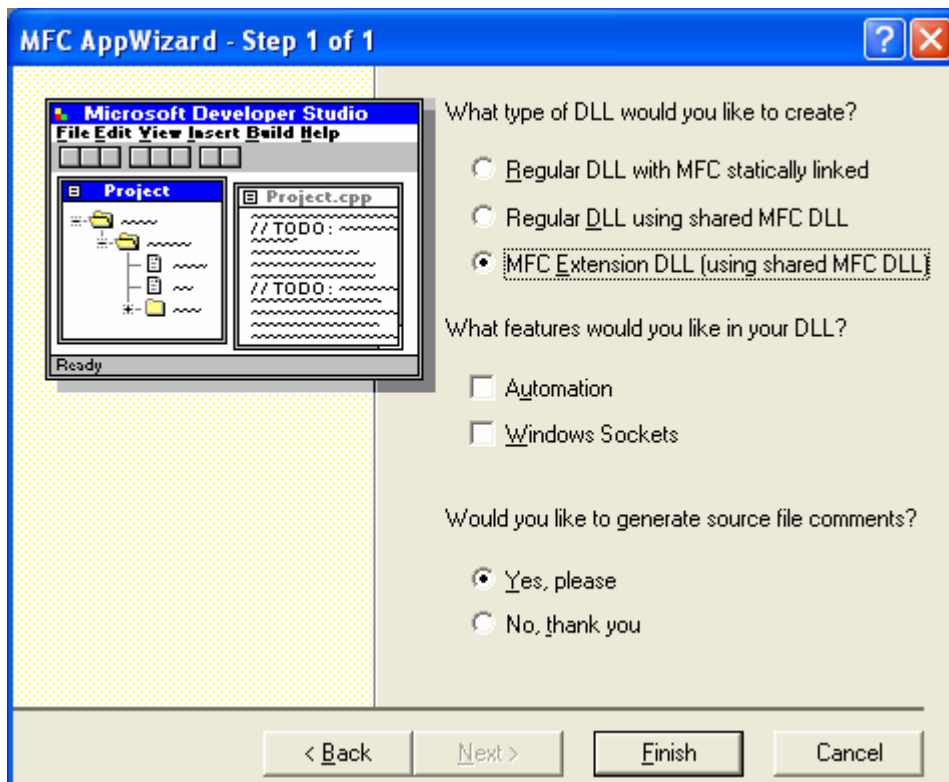 MFC AppWizard - Step 1 of 1
Microsoft Developer Studio
File Edit View Insert Build Help
Project
Project.cpp
//TODO:
//TODO:
Ready
What type of DLL would you like to create?
Regular DLL with MFC statically linked
Regular DLL using shared MFC DLL
MFC Extension DLL (using shared MFC DLL)
What features would you like in your DLL?
Automation
Windows Sockets
Would you like to generate source file comments?
Yes, please
No, thank you
< Back
Next >
Finish
Cancel